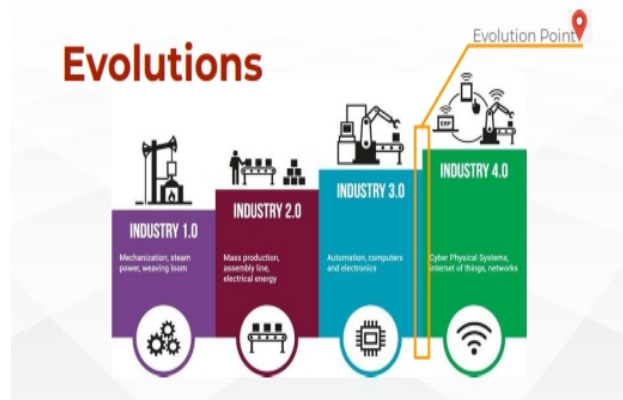 Evolution Point
Evolutions
INDUSTRY 1.0
Mechanization, steam
power, weaving loom
INDUSTRY 2.0
Mass production,
assembly line,
electrical energy
INDUSTRY 3.0
Automation, computers
and electronics
ERP
INDUSTRY 4.0
Cyber Physical Systems,
internet of things, networks